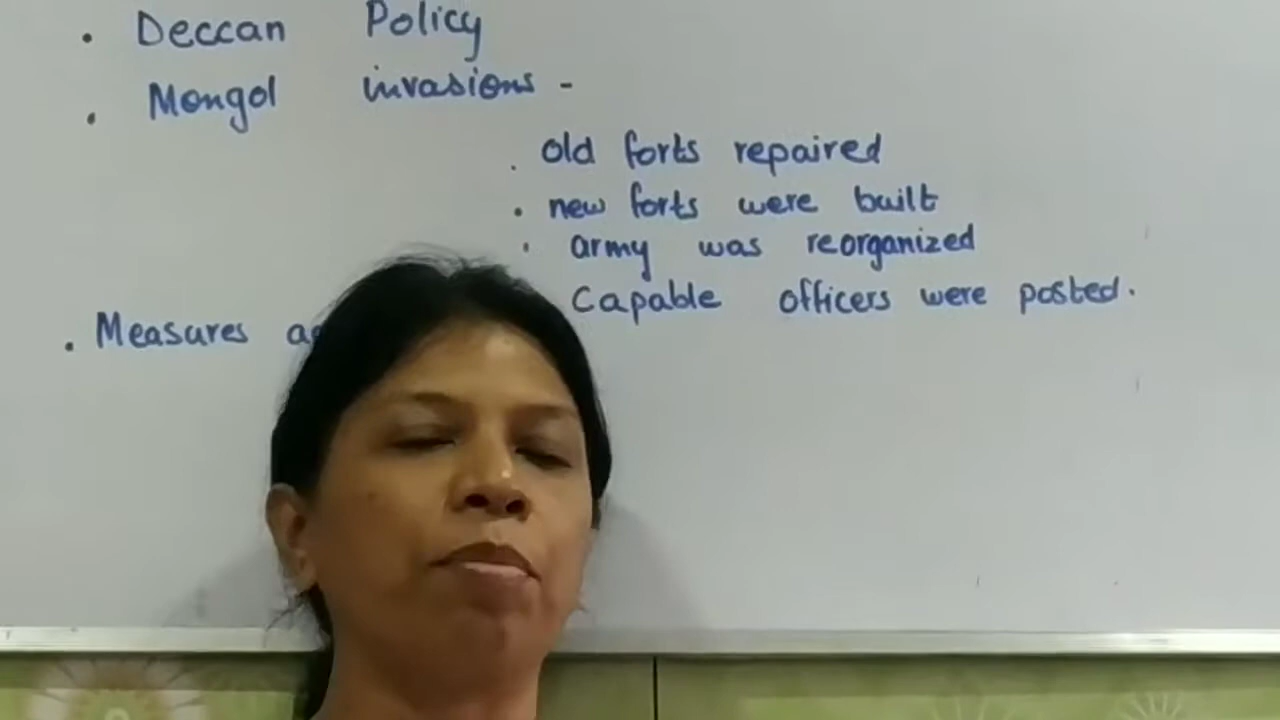 . Deccan Policy
. Mongol invasions -
. old forts repaired
. new forts were built
. army was reorganized
Capable officers were posted.
. Measures